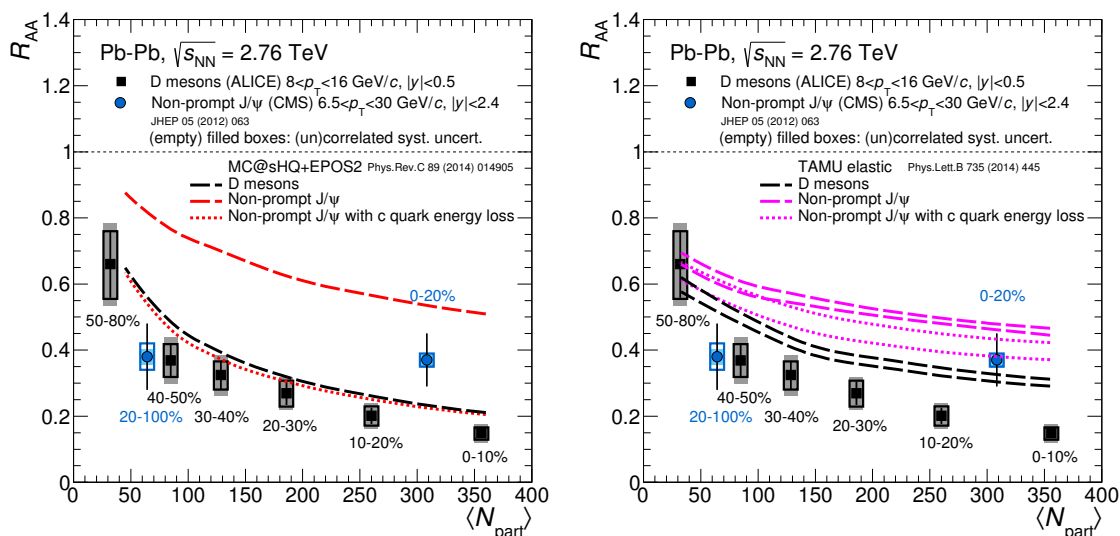 R_AA
1.4
1.2
1
0.8
0.6
0.4
0.2
0
Pb-Pb, √s_NN = 2.76 TeV
D mesons (ALICE) 8<p_T<16 GeV/c, |y|<0.5
Non-prompt J/ψ (CMS) 6.5<p_T<30 GeV/c, |y|<2.4
JHEP 05 (2012) 063
(empty) filled boxes: (un)correlated syst. uncert.
MC@sHQ+EPOS2 Phys.Rev.C 89 (2014) 014905
D mesons
Non-prompt J/ψ
Non-prompt J/ψ with c quark energy loss
0-20%
50-80%
20-100%
40-50%
30-40%
20-30%
10-20%
0-10%
0 50 100 150 200 250 300 350 400
⟨N_part⟩
R_AA
1.4
1.2
1
0.8
0.6
0.4
0.2
0
Pb-Pb, √s_NN = 2.76 TeV
D mesons (ALICE) 8<p_T<16 GeV/c, |y|<0.5
Non-prompt J/ψ (CMS) 6.5<p_T<30 GeV/c, |y|<2.4
JHEP 05 (2012) 063
(empty) filled boxes: (un)correlated syst. uncert.
TAMU elastic Phys.Lett.B 735 (2014) 445
D mesons
Non-prompt J/ψ
Non-prompt J/ψ with c quark energy loss
0-20%
50-80%
20-100%
40-50%
30-40%
20-30%
10-20%
0-10%
0 50 100 150 200 250 300 350 400
⟨N_part⟩